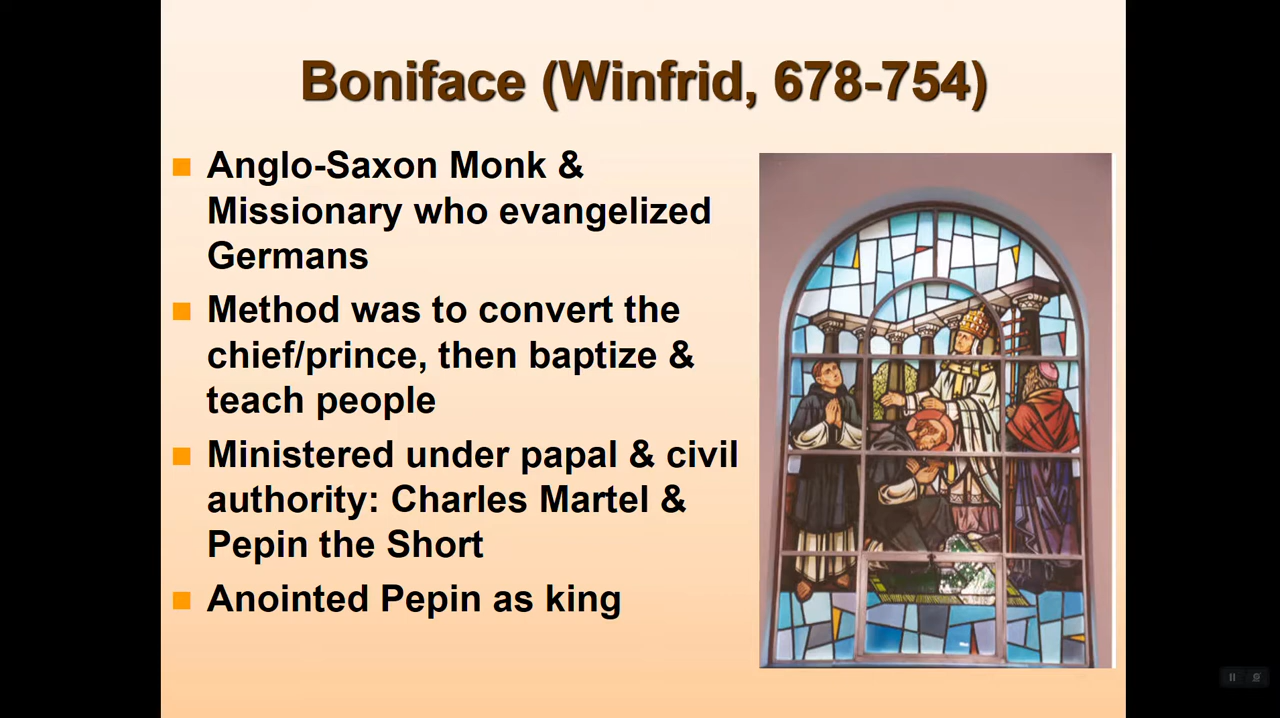 Boniface (Winfrid, 678-754)
Anglo-Saxon Monk &
Missionary who evangelized
Germans
Method was to convert the
chief/prince, then baptize &
teach people
Ministered under papal & civil
authority: Charles Martel &
Pepin the Short
Anointed Pepin as king